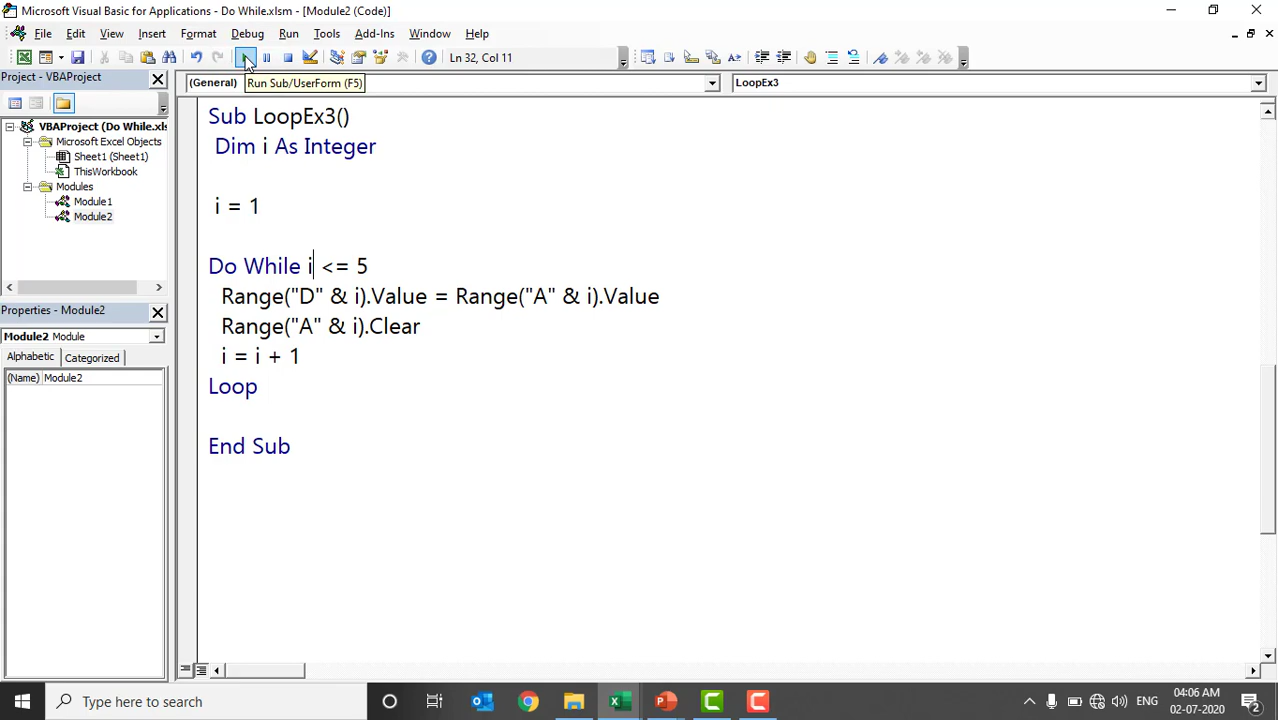 Microsoft Visual Basic for Applications - Do While.xlsm - [Module2 (Code)]
File Edit View Insert Format Debug Run Tools Add-Ins Window Help
Ln 32, Col 11
Project - VBAProject
(General)
Run Sub/UserForm (F5)
LoopEx3
VBAProject (Do While.xls
Microsoft Excel Objects
Sheet1 (Sheet1)
ThisWorkbook
Modules
Module1
Module2
Properties - Module2
Module2 Module
Alphabetic Categorized
(Name) Module2
Sub LoopEx3()
Dim i As Integer
i = 1
Do While i <= 5
Range("D" & i).Value = Range("A" & i).Value
Range("A" & i).Clear
i = i + 1
Loop
End Sub
Type here to search
ENG
04:06 AM
02-07-2020
2